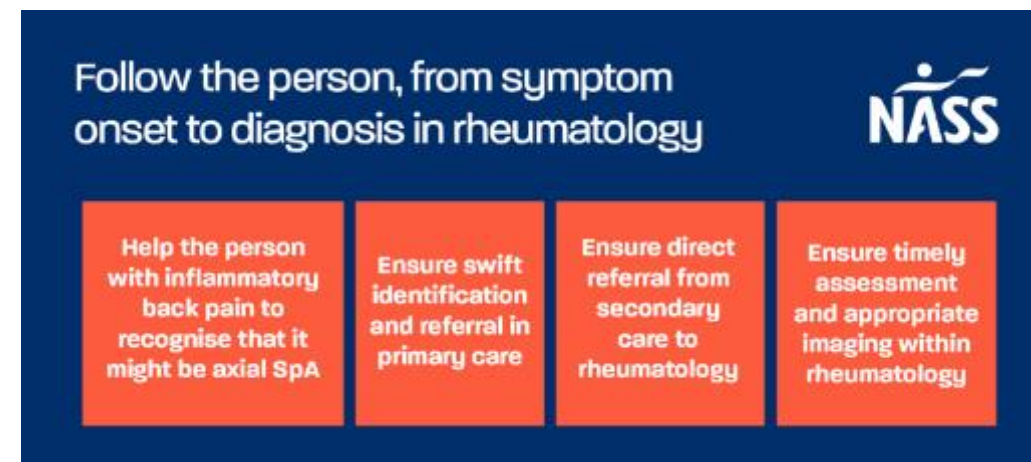 Follow the person, from symptom
onset to diagnosis in rheumatology
NASS
Help the person
with inflammatory
back pain to
recognise that it
might be axial SpA
Ensure swift
identification
and referral in
primary care
Ensure direct
referral from
secondary
care to
rheumatology
Ensure timely
assessment
and appropriate
imaging within
rheumatology